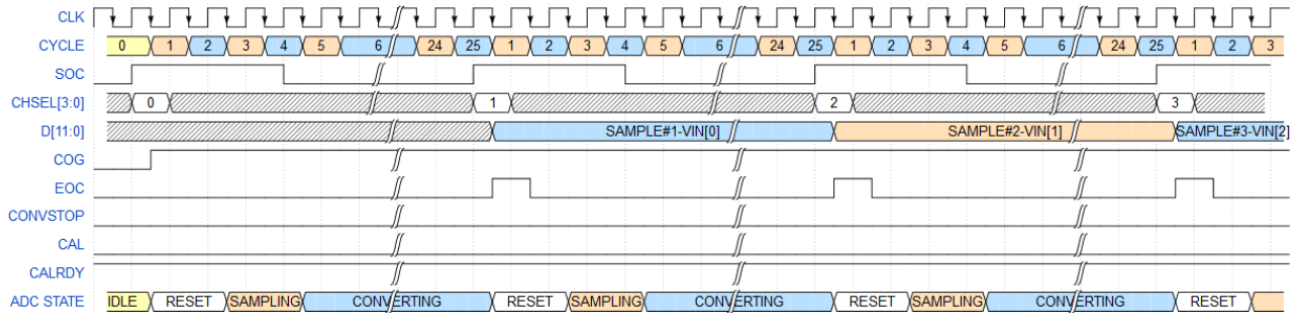 CLK
CYCLE 0 1 2 3 4 5 6 24 25 1 2 3 4 5 6 24 25 1 2 3 4 5 6 24 25 1 2 3
SOC
CHSEL[3:0] 0 1 2 3
D[11:0] SAMPLE#1-VIN[0] SAMPLE#2-VIN[1] SAMPLE#3-VIN[2]
COG
EOC
CONVSTOP
CAL
CALRDY
ADC STATE IDLE RESET SAMPLING CONVERTING RESET SAMPLING CONVERTING RESET SAMPLING CONVERTING RESET